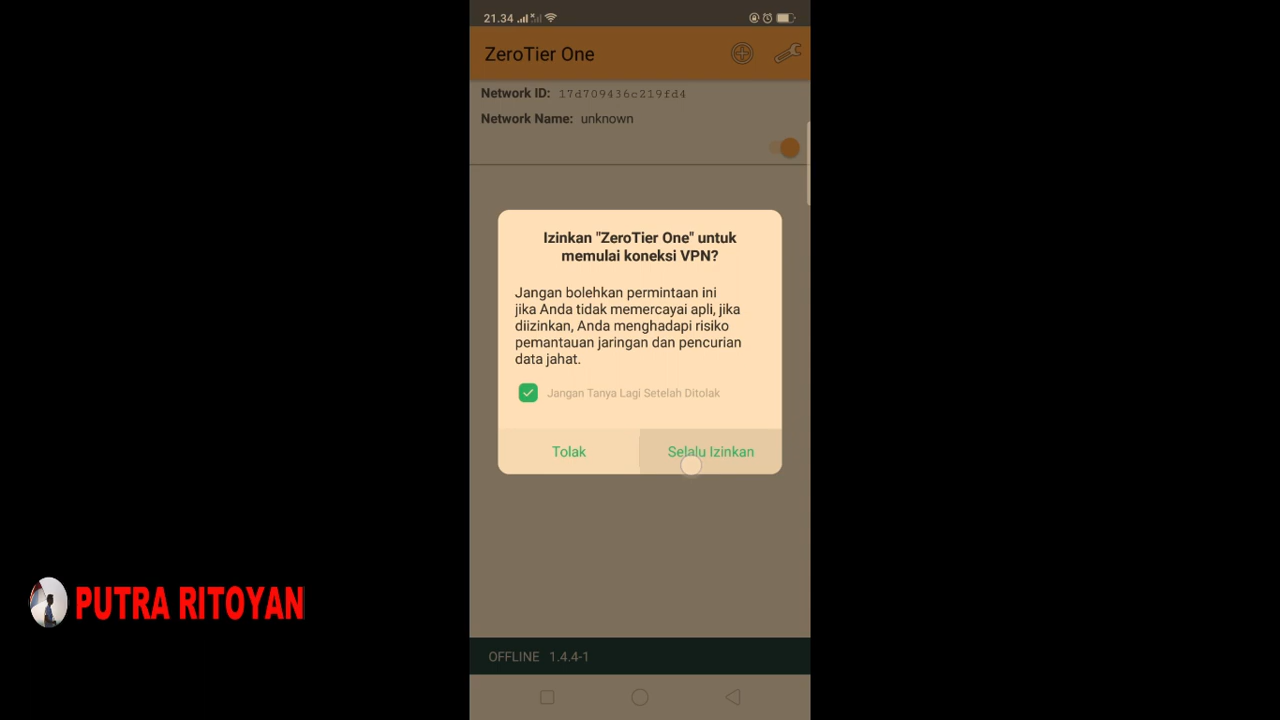 21.34
ZeroTier One
Network ID: 17d709436c219fd4
Network Name: unknown
Izinkan "ZeroTier One" untuk
memulai koneksi VPN?
Jangan bolehkan permintaan ini
jika Anda tidak memercayai apli, jika
diizinkan, Anda menghadapi risiko
pemantauan jaringan dan pencurian
data jahat.
Jangan Tanya Lagi Setelah Ditolak
Tolak Selalu Izinkan
PUTRA RITOYAN
OFFLINE 1.4.4-1